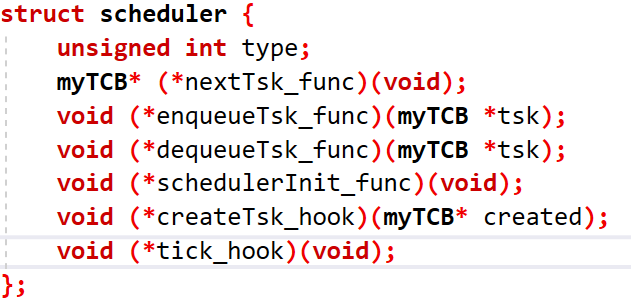 struct scheduler {
    unsigned int type;
    myTCB* (*nextTsk_func)(void);
    void (*enqueueTsk_func)(myTCB *tsk);
    void (*dequeueTsk_func)(myTCB *tsk);
    void (*schedulerInit_func)(void);
    void (*createTsk_hook)(myTCB* created);
    void (*tick_hook)(void);
};